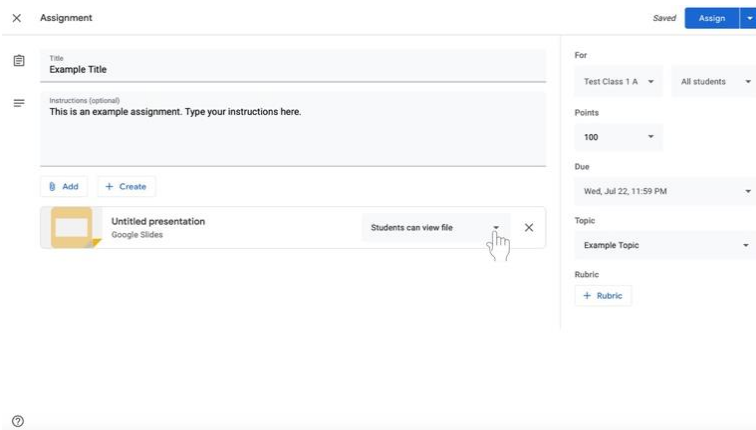 Assignment
Saved
Assign
Title
Example Title
Instructions (optional)
This is an example assignment. Type your instructions here.
Add
+ Create
Untitled presentation
Google Slides
Students can view file
For
Test Class 1 A
All students
Points
100
Due
Wed, Jul 22, 11:59 PM
Topic
Example Topic
Rubric
+ Rubric